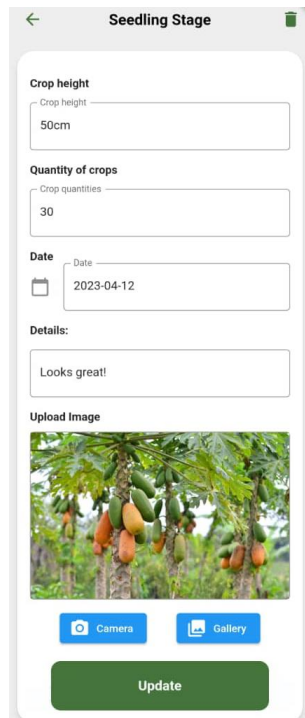 Seedling Stage
Crop height
Crop height
50cm
Quantity of crops
Crop quantities
30
Date
Date
2023-04-12
Details:
Looks great!
Upload Image
Camera
Gallery
Update